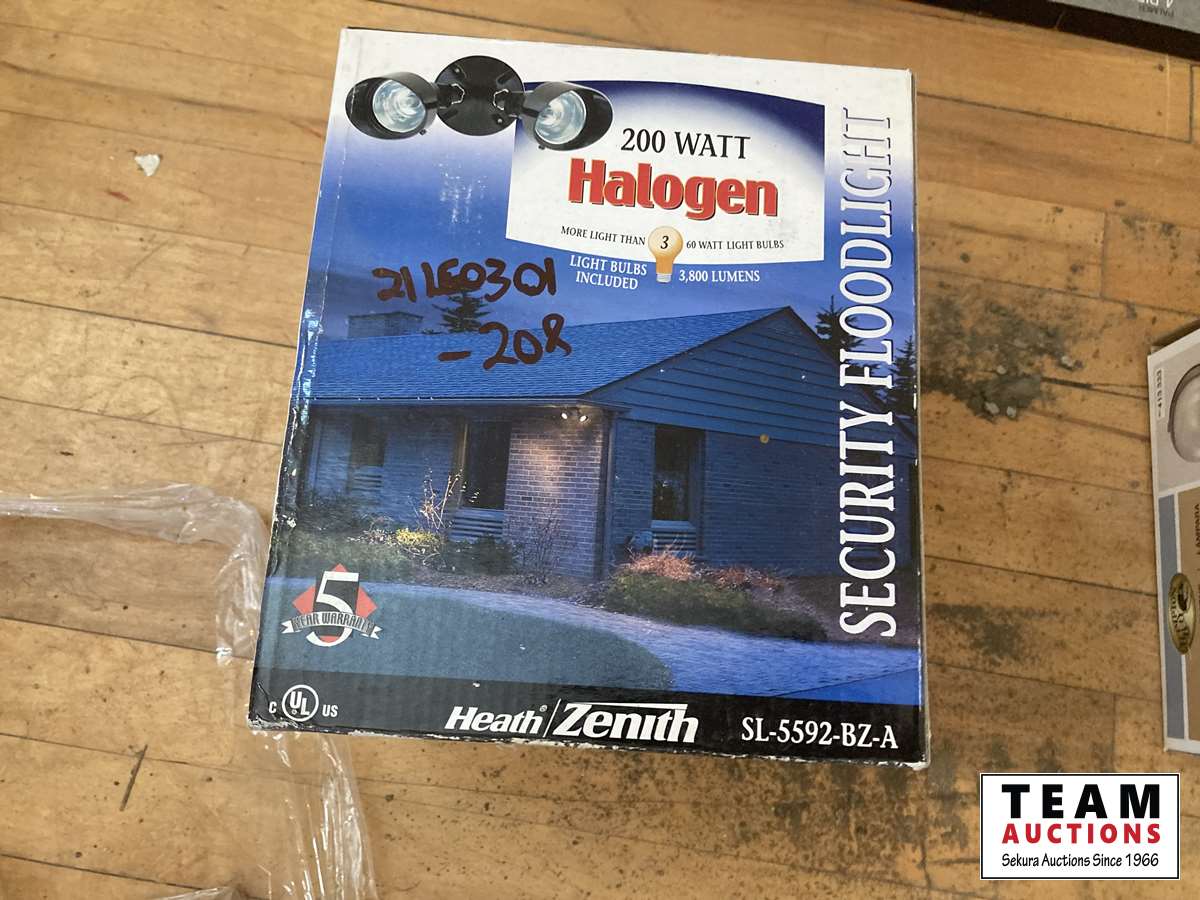 200 WATT
Halogen
MORE LIGHT THAN 3 60 WATT LIGHT BULBS
LIGHT BULBS INCLUDED
3,800 LUMENS
SECURITY FLOODLIGHT
21LE0301
-208
5
YEAR WARRANTY
C UL US
Heath®/Zenith
SL-5592-BZ-A
TEAM
AUCTIONS
Sekura Auctions Since 1966